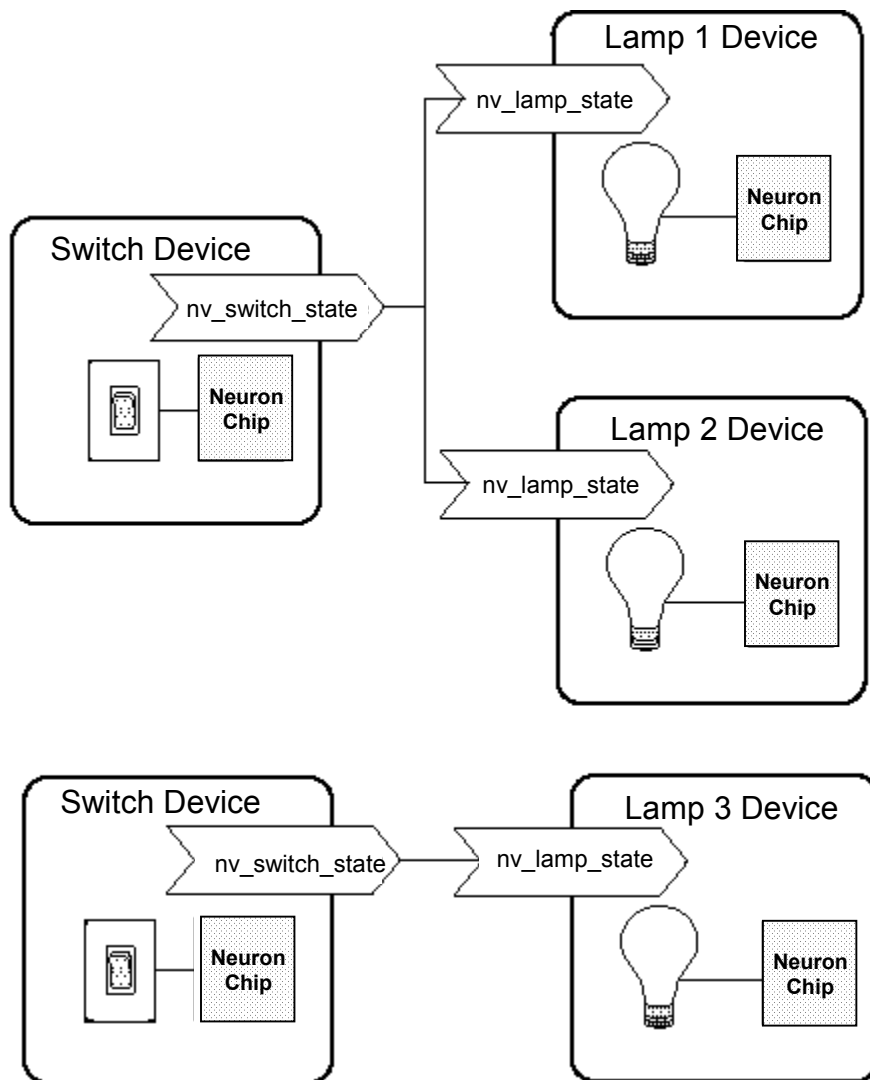 Lamp 1 Device
nv_lamp_state
Neuron
Chip
Switch Device
nv_switch_state
Neuron
Chip
Lamp 2 Device
nv_lamp_state
Neuron
Chip
Switch Device
nv_switch_state
Neuron
Chip
Lamp 3 Device
nv_lamp_state
Neuron
Chip